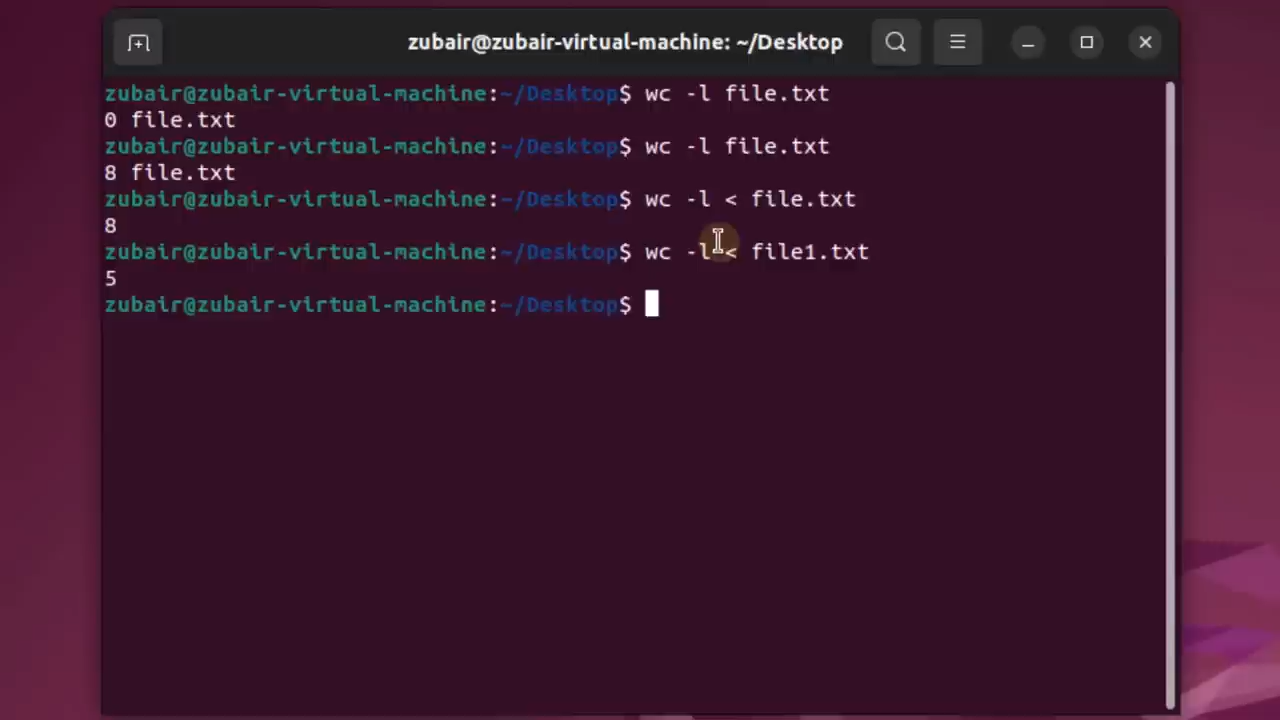 zubair@zubair-virtual-machine: ~/Desktop
zubair@zubair-virtual-machine:~/Desktop$ wc -l file.txt
0 file.txt
zubair@zubair-virtual-machine:~/Desktop$ wc -l file.txt
8 file.txt
zubair@zubair-virtual-machine:~/Desktop$ wc -l < file.txt
8
zubair@zubair-virtual-machine:~/Desktop$ wc -l < file1.txt
5
zubair@zubair-virtual-machine:~/Desktop$